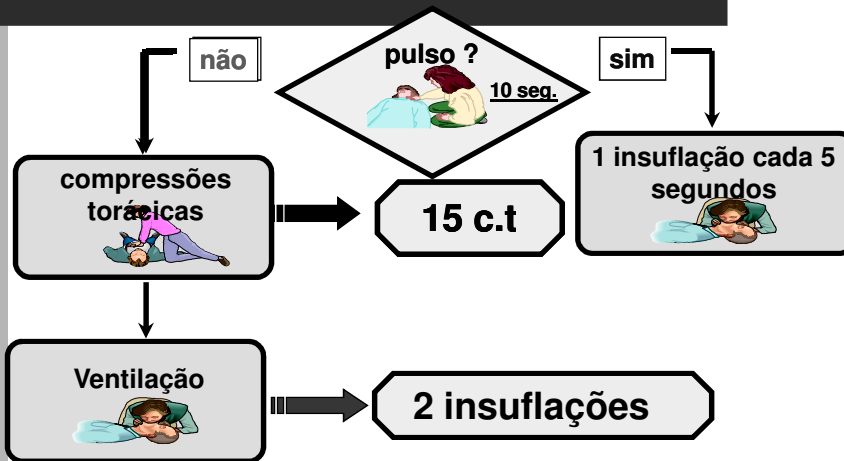 pulso ?
10 seg.
não
sim
compressões
torácicas
15 c.t
1 insuflação cada 5
segundos
Ventilação
2 insuflações